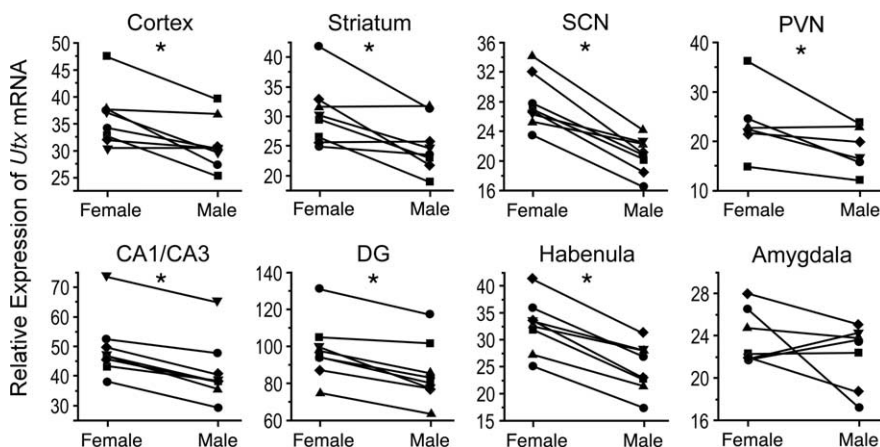 Relative Expression of Utx mRNA
Cortex
*
50
45
40
35
30
25
Female Male
Striatum
*
40
35
30
25
20
Female Male
SCN
*
36
32
28
24
20
16
Female Male
PVN
*
40
30
20
10
Female Male
CA1/CA3
*
70
60
50
40
30
Female Male
DG
*
140
120
100
80
60
Female Male
Habenula
*
45
40
35
30
25
20
15
Female Male
Amygdala
28
24
20
16
Female Male